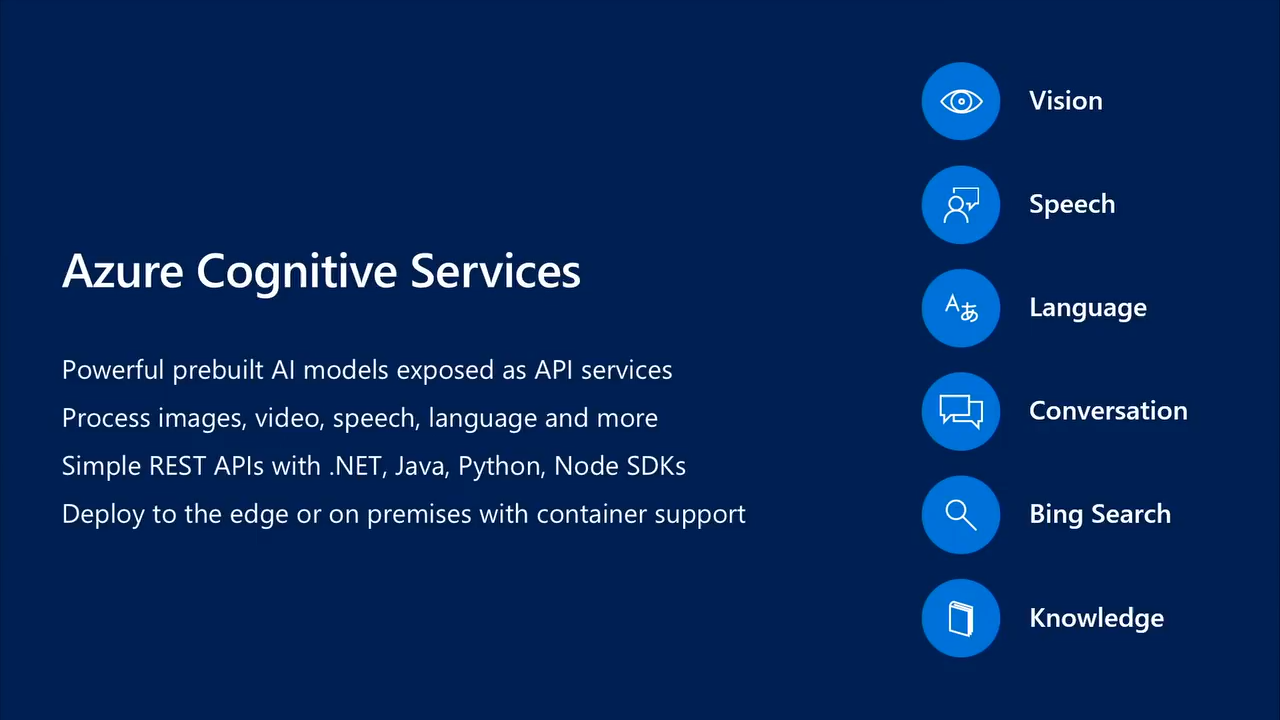 Azure Cognitive Services
Powerful prebuilt AI models exposed as API services
Process images, video, speech, language and more
Simple REST APIs with .NET, Java, Python, Node SDKs
Deploy to the edge or on premises with container support
Vision
Speech
Aあ
Language
Conversation
Bing Search
Knowledge